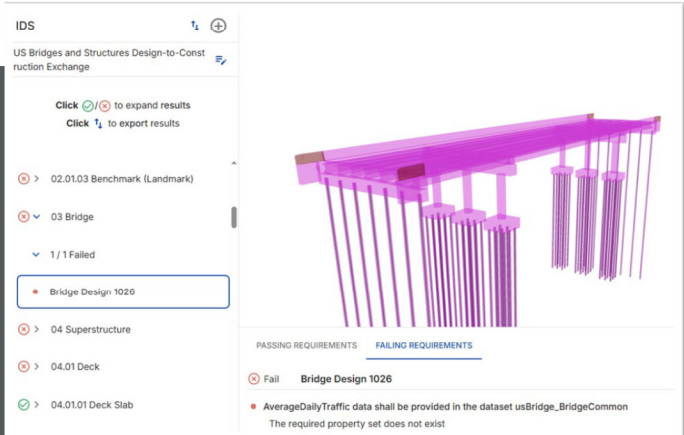 IDS
US Bridges and Structures Design-to-Const
ruction Exchange
Click / to expand results
Click to export results
02.01.03 Benchmark (Landmark)
03 Bridge
1 / 1 Failed
Bridge Design 1026
04 Superstructure
04.01 Deck
04.01.01 Deck Slab
PASSING REQUIREMENTS FAILING REQUIREMENTS
Fail Bridge Design 1026
AverageDailyTraffic data shall be provided in the dataset usBridge_BridgeCommon
The required property set does not exist